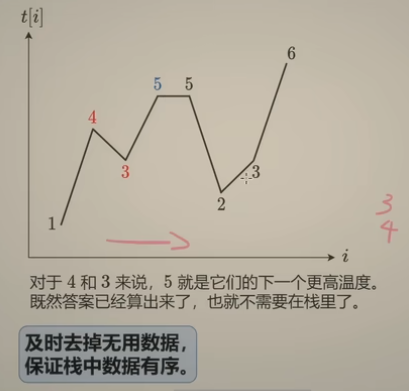 t[i]
6
5 5
4
3
3
2
1
3
4
i
对于 4 和 3 来说，5 就是它们的下一个更高温度。
既然答案已经算出来了，也就不需要在栈里了。
及时去掉无用数据，
保证栈中数据有序。